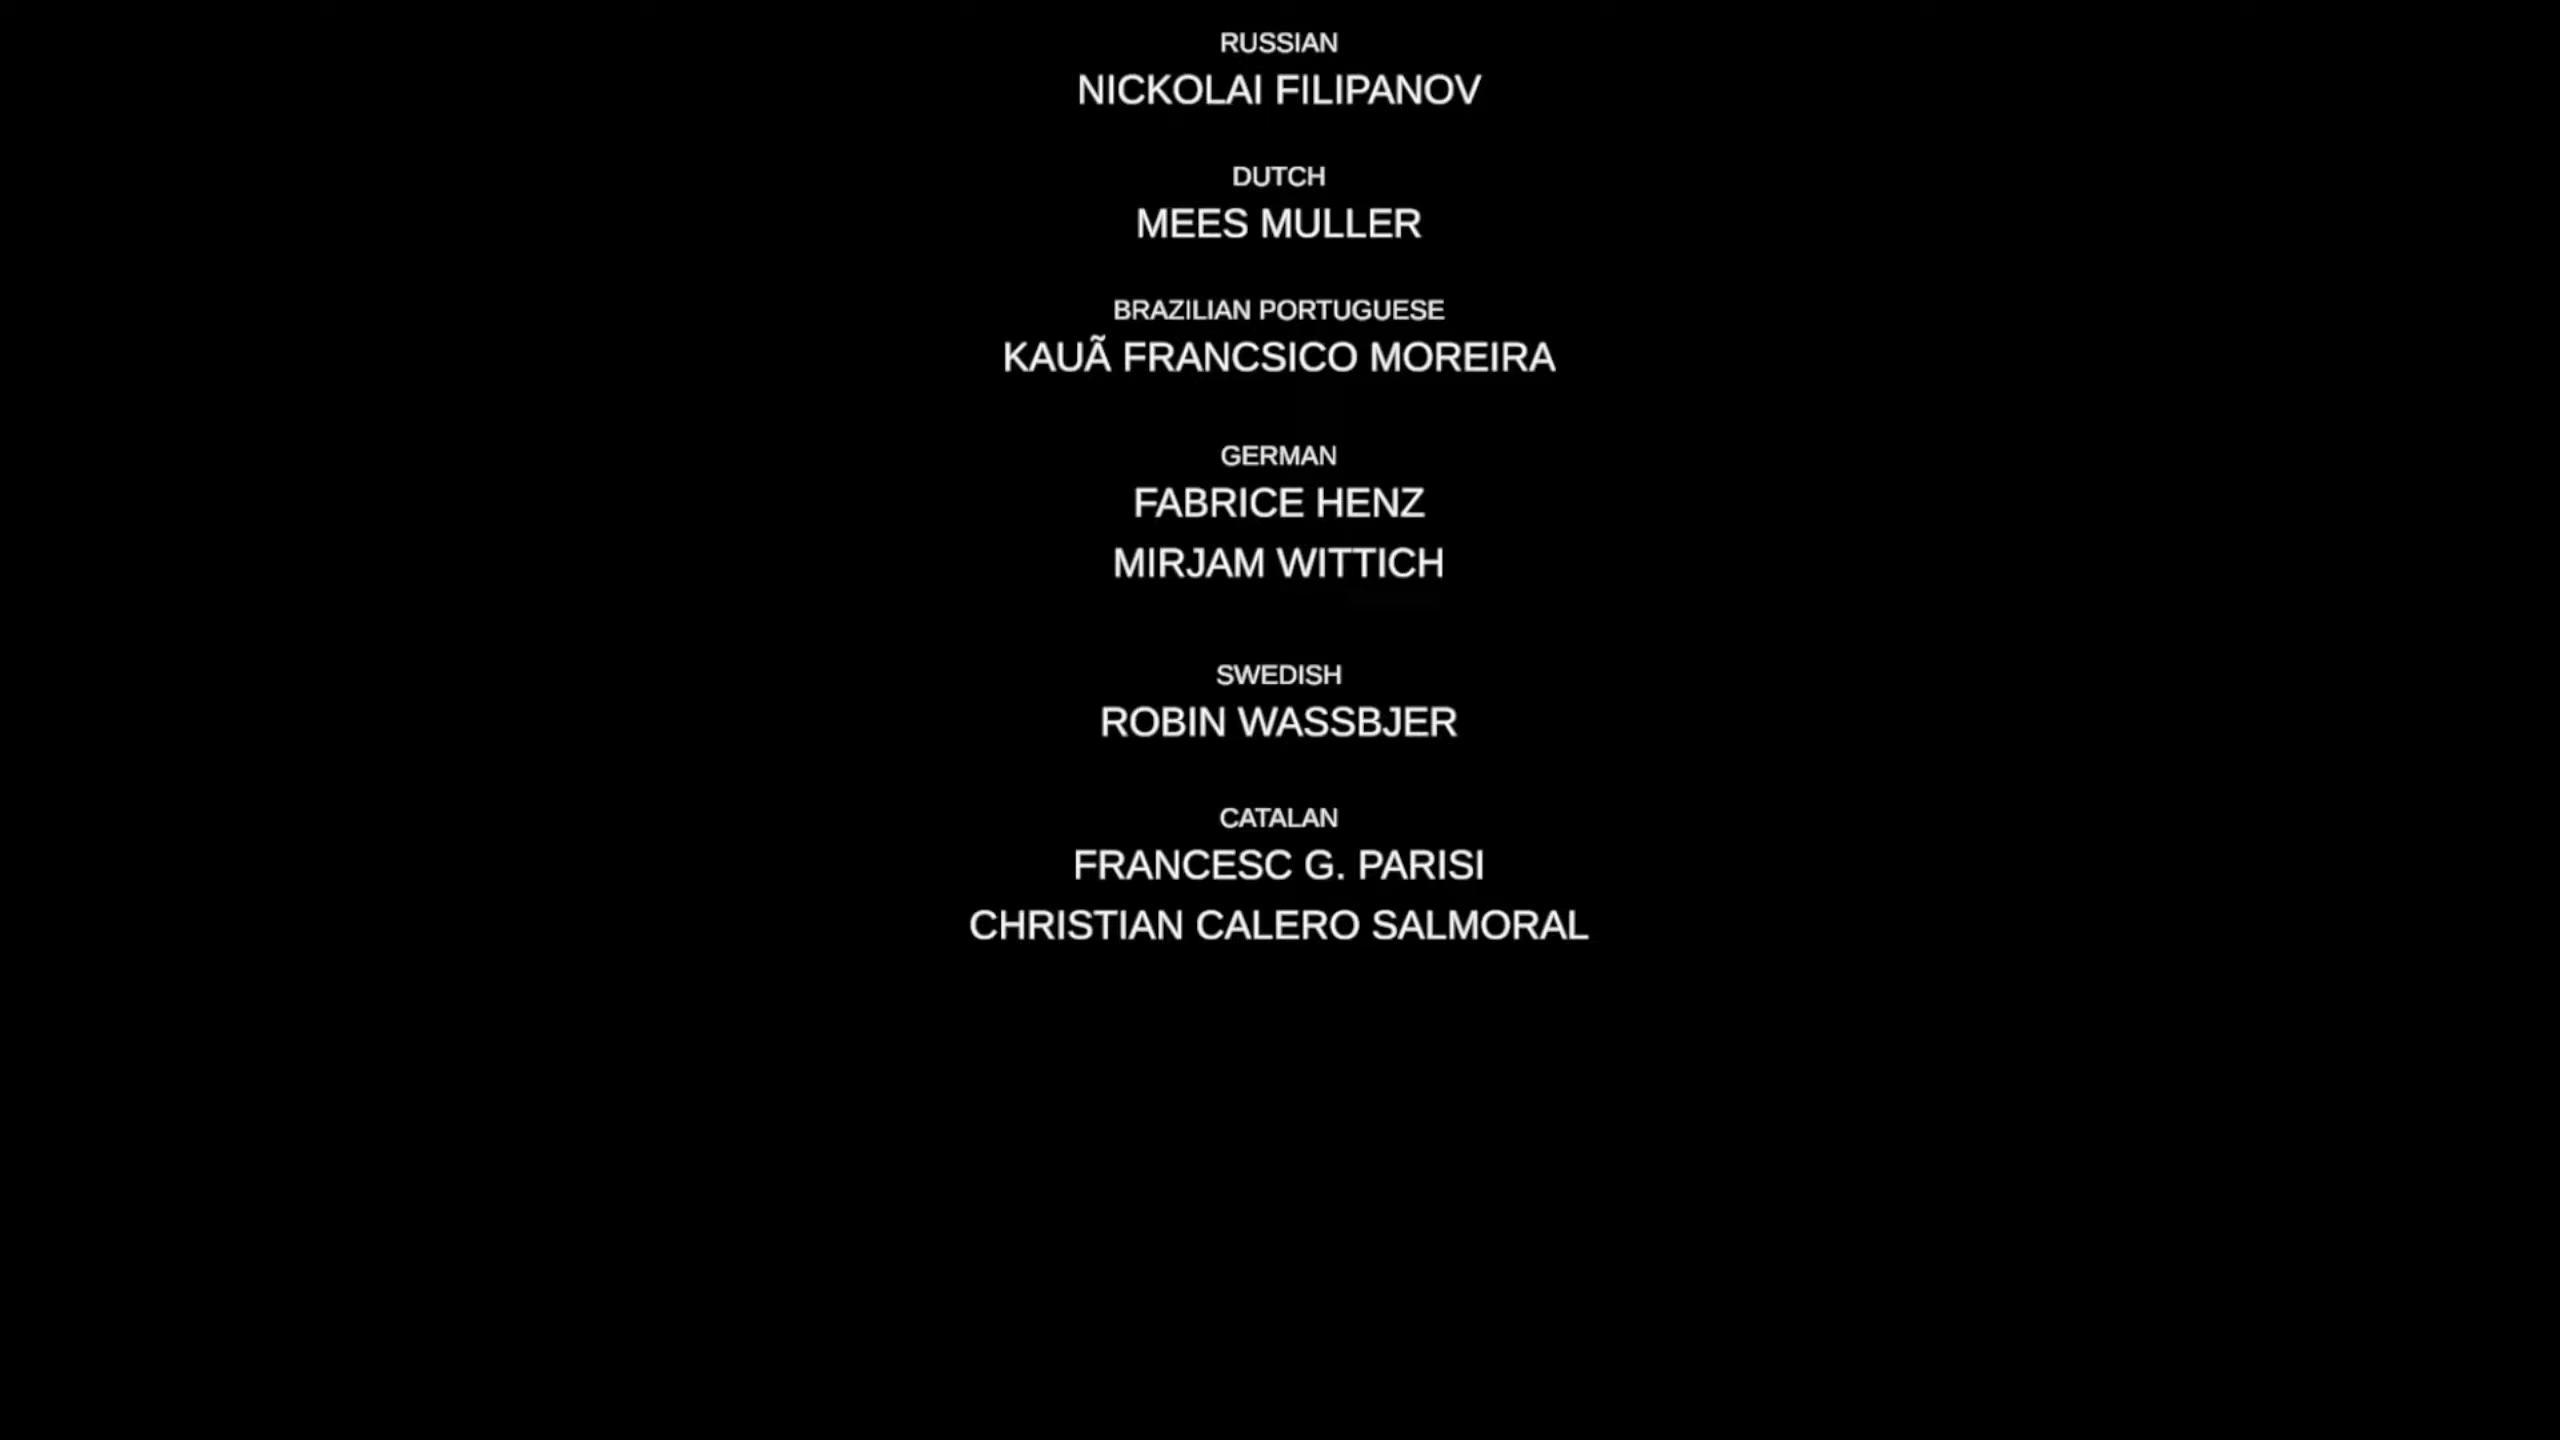 RUSSIAN
NICKOLAI FILIPANOV
DUTCH
MEES MULLER
BRAZILIAN PORTUGUESE
KAUÃ FRANCSICO MOREIRA
GERMAN
FABRICE HENZ
MIRJAM WITTICH
SWEDISH
ROBIN WASSBJER
CATALAN
FRANCESC G. PARISI
CHRISTIAN CALERO SALMORAL